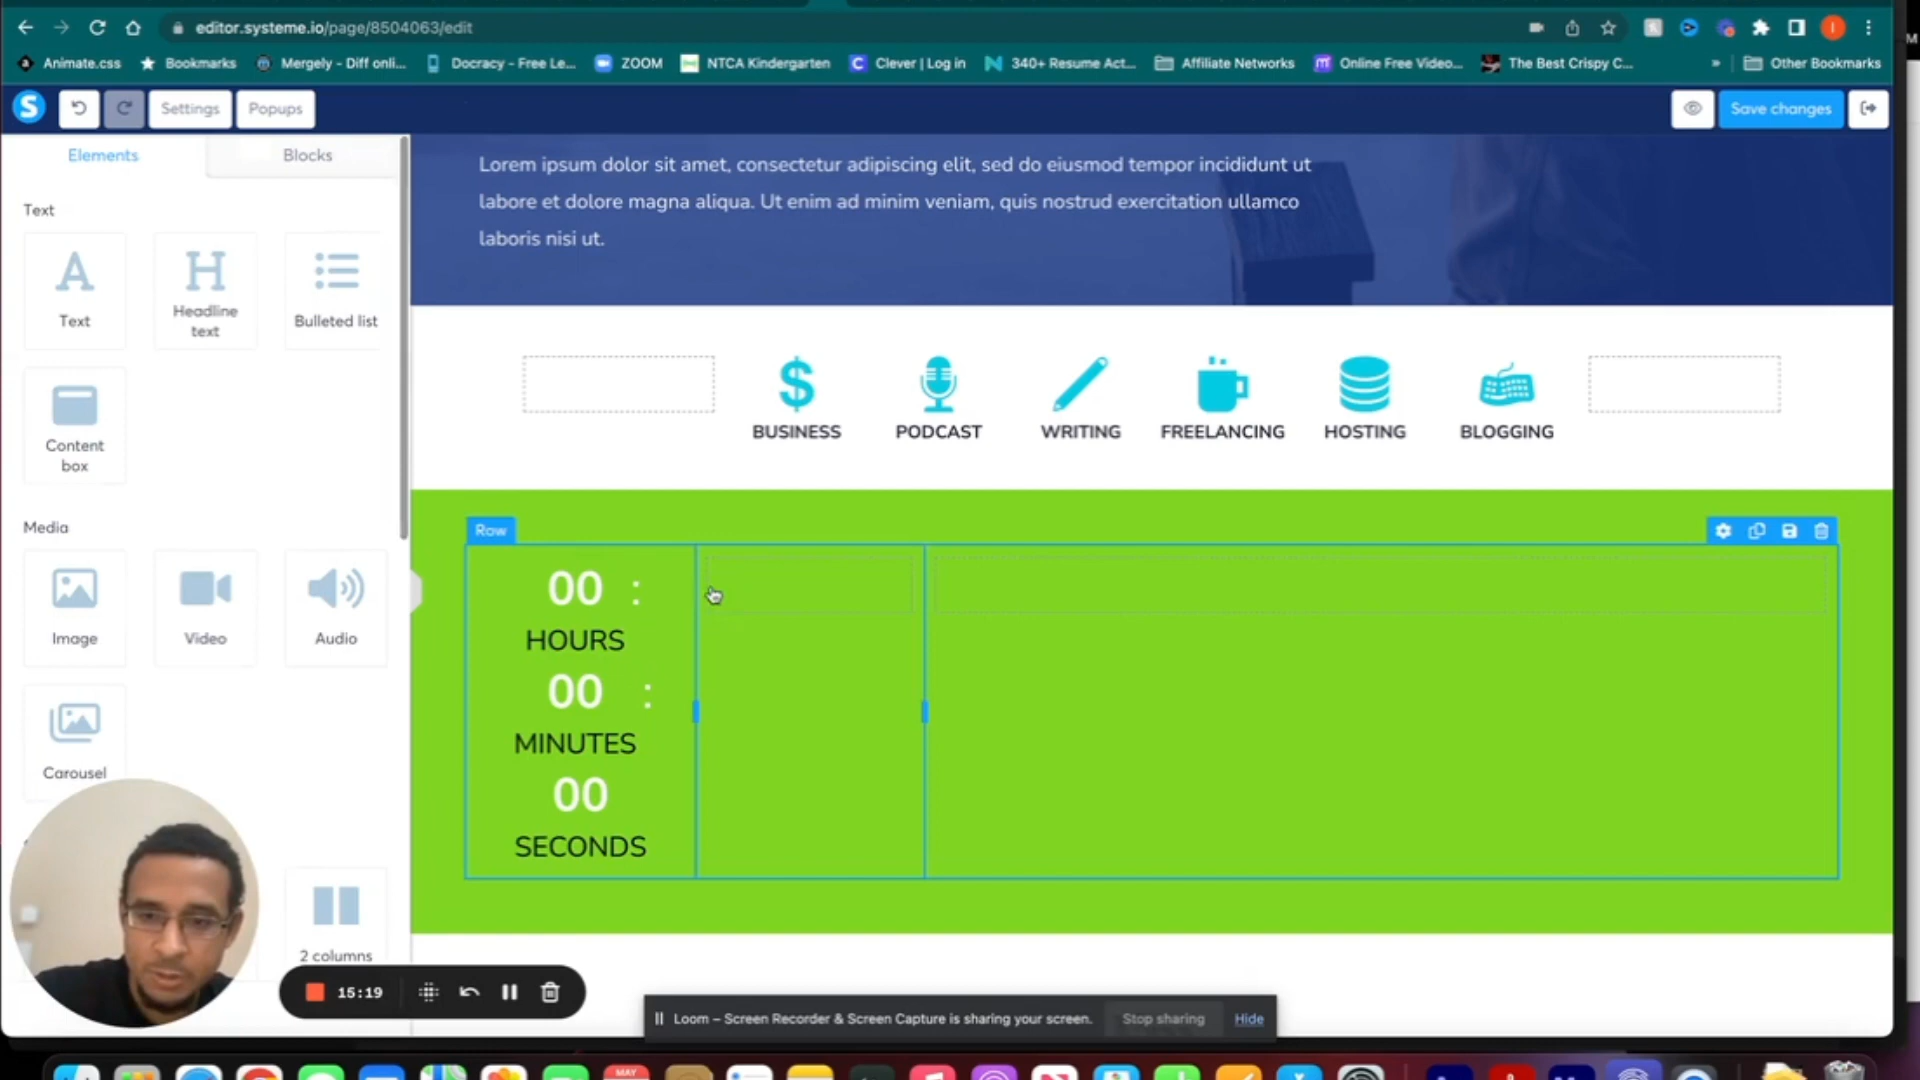 editor.systeme.io/page/8504063/edit
Animate.css
Bookmarks
Mergely - Diff onli...
Docracy - Free Le...
ZOOM
NTCA Kindergarten
Clever | Log in
340+ Resume Act...
Affiliate Networks
Online Free Video...
The Best Crispy C...
»
Other Bookmarks
Settings
Popups
Save changes
Elements
Blocks
Text
Text
Headline
text
Bulleted list
Content
box
Media
Image
Video
Audio
Carousel
2 columns
Lorem ipsum dolor sit amet, consectetur adipiscing elit, sed do eiusmod tempor incididunt ut
labore et dolore magna aliqua. Ut enim ad minim veniam, quis nostrud exercitation ullamco
laboris nisi ut.
BUSINESS
PODCAST
WRITING
FREELANCING
HOSTING
BLOGGING
Row
00 :
HOURS
00 :
MINUTES
00
SECONDS
15:19
Loom – Screen Recorder & Screen Capture is sharing your screen.
Stop sharing
Hide
MAY